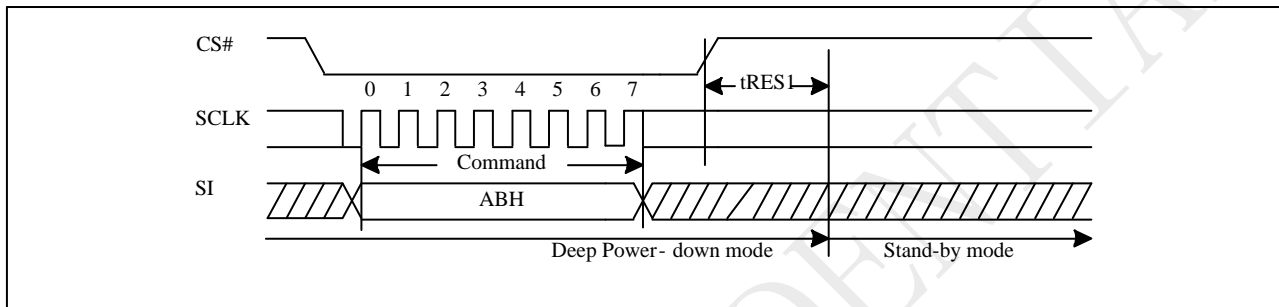 CS#
tRES1
0 1 2 3 4 5 6 7
SCLK
Command
SI
ABH
Deep Power- down mode Stand-by mode